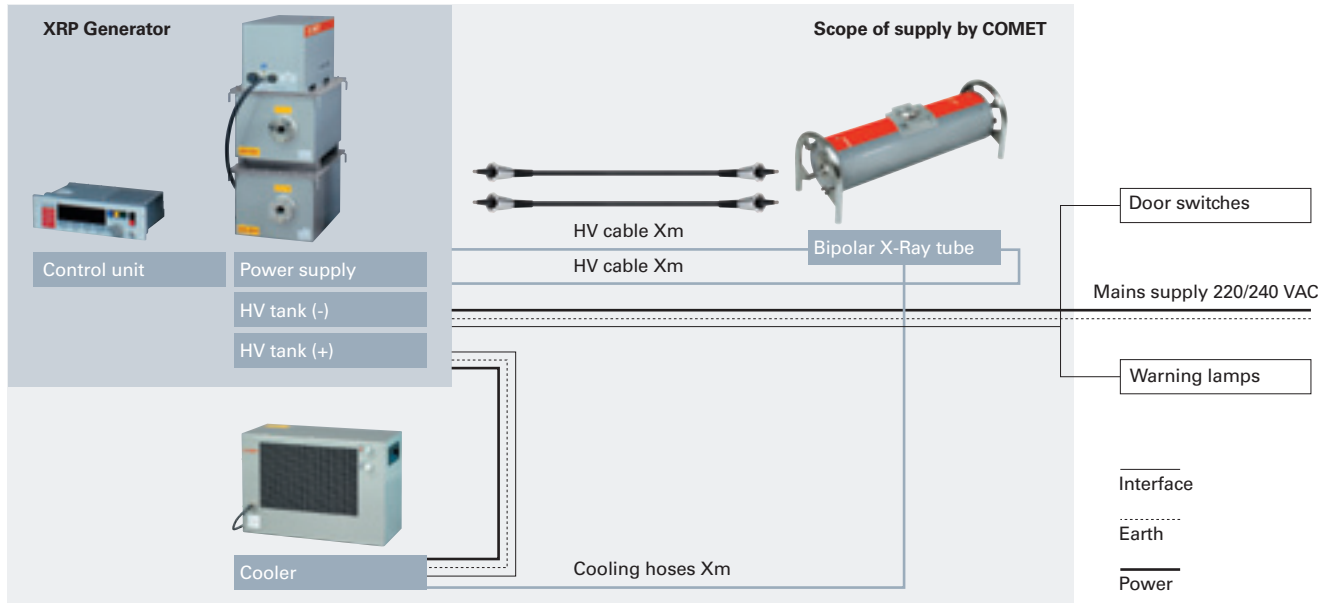 XRP Generator
Scope of supply by COMET
Door switches
HV cable Xm
Bipolar X-Ray tube
Control unit
Power supply
HV cable Xm
Mains supply 220/240 VAC
HV tank (-)
HV tank (+)
Warning lamps
Interface
Earth
Cooler
Cooling hoses Xm
Power